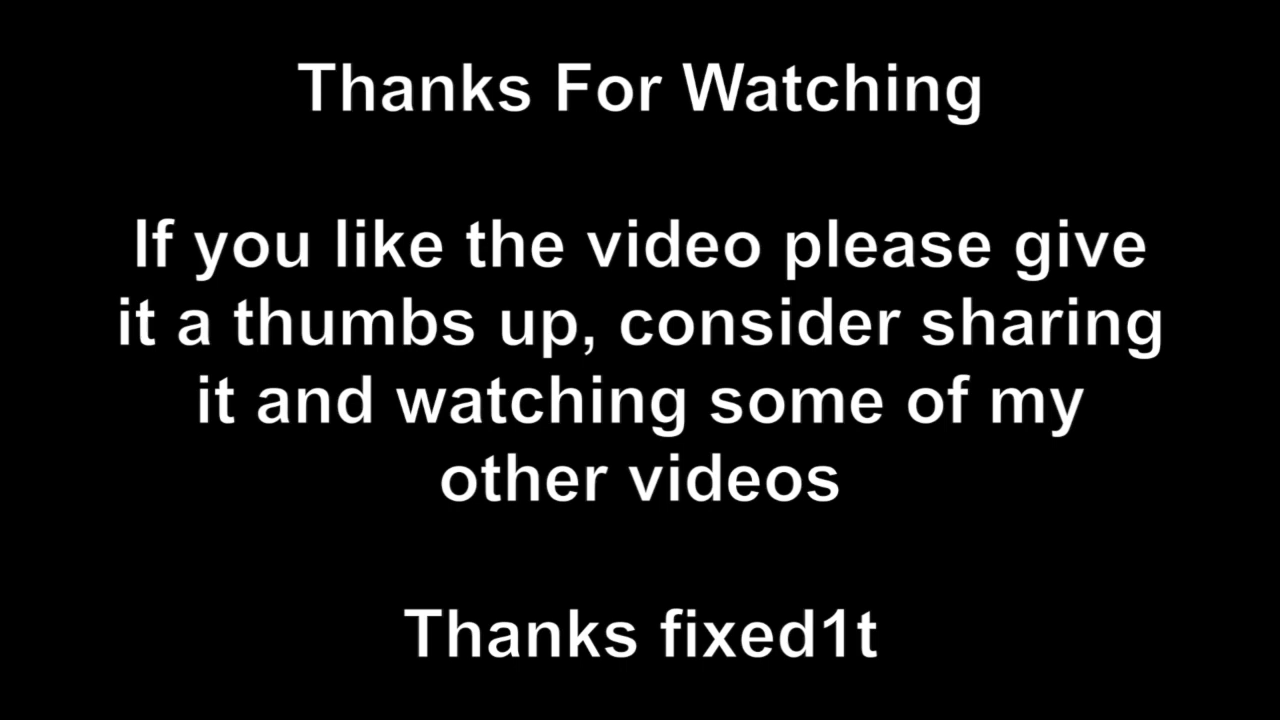 Thanks For Watching
If you like the video please give
it a thumbs up, consider sharing
it and watching some of my
other videos
Thanks fixed1t